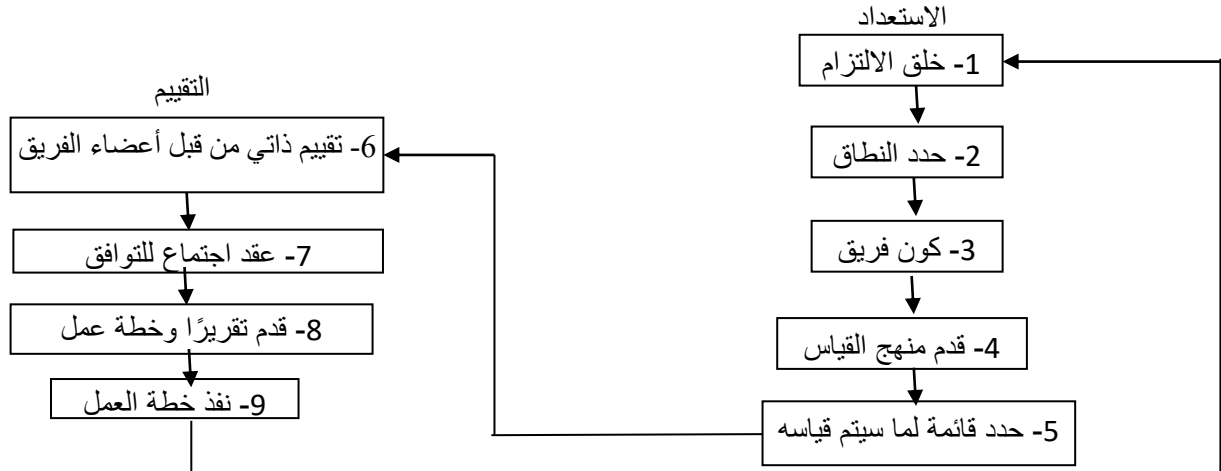 الاستعداد
1- خلق الالتزام
2- حدد النطاق
3- كون فريق
4- قدم منهج القياس
5- حدد قائمة لما سيتم قياسه
التقييم
6- تقييم ذاتي من قبل أعضاء الفريق
7- عقد اجتماع للتوافق
8- قدم تقريرًا وخطة عمل
9- نفذ خطة العمل